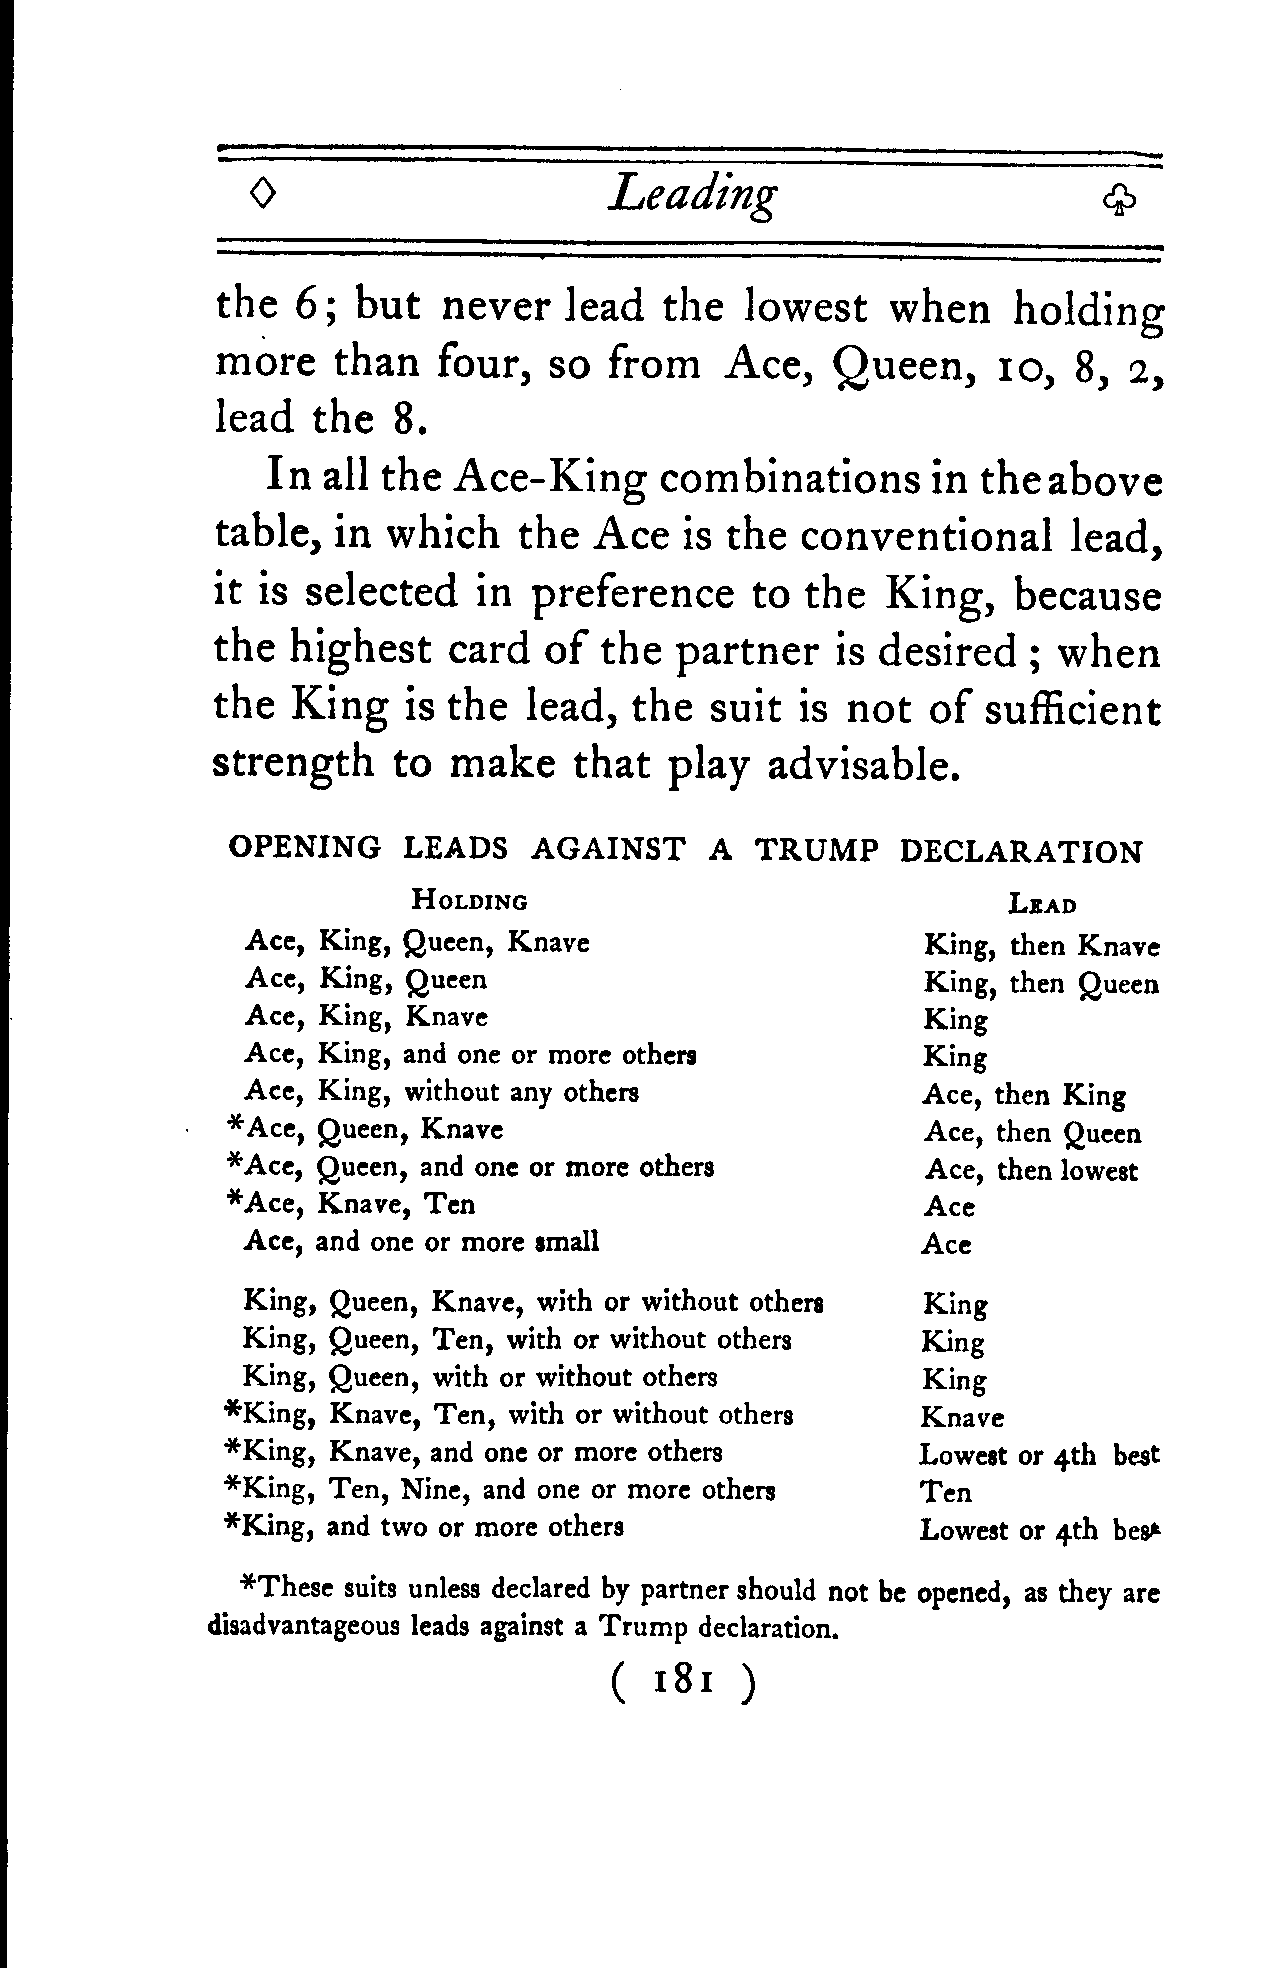 Leading
the 6; but never lead the lowest when holding
more than four, so from Ace, Queen, 10, 8, 2,
lead the 8.
In all the Ace-King combinations in the above
table, in which the Ace is the conventional lead,
it is selected in preference to the King, because
the highest card of the partner is desired; when
the King is the lead, the suit is not of sufficient
strength to make that play advisable.
OPENING LEADS AGAINST A TRUMP DECLARATION
HOLDING LEAD
Ace, King, Queen, Knave King, then Knave
Ace, King, Queen King, then Queen
Ace, King, Knave King
Ace, King, and one or more others King
Ace, King, without any others Ace, then King
*Ace, Queen, Knave Ace, then Queen
*Ace, Queen, and one or more others Ace, then lowest
*Ace, Knave, Ten Ace
Ace, and one or more small Ace
King, Queen, Knave, with or without others King
King, Queen, Ten, with or without others King
King, Queen, with or without others King
*King, Knave, Ten, with or without others Knave
*King, Knave, and one or more others Lowest or 4th best
*King, Ten, Nine, and one or more others Ten
*King, and two or more others Lowest or 4th best
*These suits unless declared by partner should not be opened, as they are
disadvantageous leads against a Trump declaration.
( 181 )